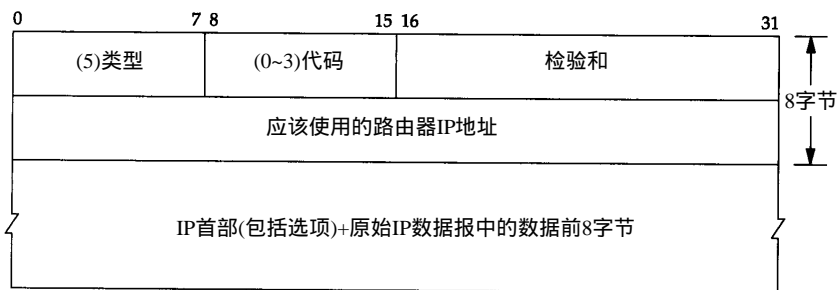 0 7 8 15 16 31
(5)类型 (0~3)代码 检验和
8字节
应该使用的路由器IP地址
IP首部(包括选项)+原始IP数据报中的数据前8字节